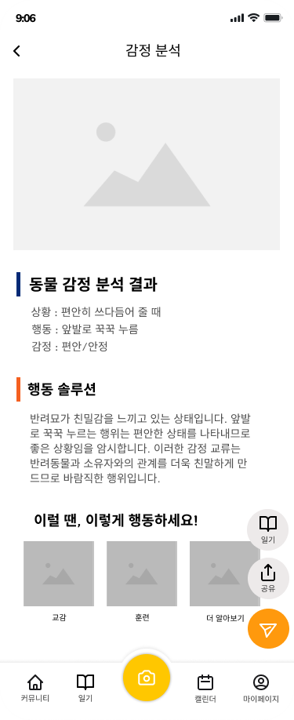 9:06
감정 분석
동물 감정 분석 결과
상황 : 편안히 쓰다듬어 줄 때
행동 : 앞발로 꾹꾹 누름
감정 : 편안/안정
행동 솔루션
반려묘가 친밀감을 느끼고 있는 상태입니다. 앞발
로 꾹꾹 누르는 행위는 편안한 상태를 나타내므로
좋은 상황임을 암시합니다. 이러한 감정 교류는
반려동물과 소유자와의 관계를 더욱 친말하게 만
드므로 바람직한 행위입니다.
이럴 땐, 이렇게 행동하세요!
일기
공유
교감
훈련
더 알아보기
커뮤니티
일기
캘린더
마이페이지